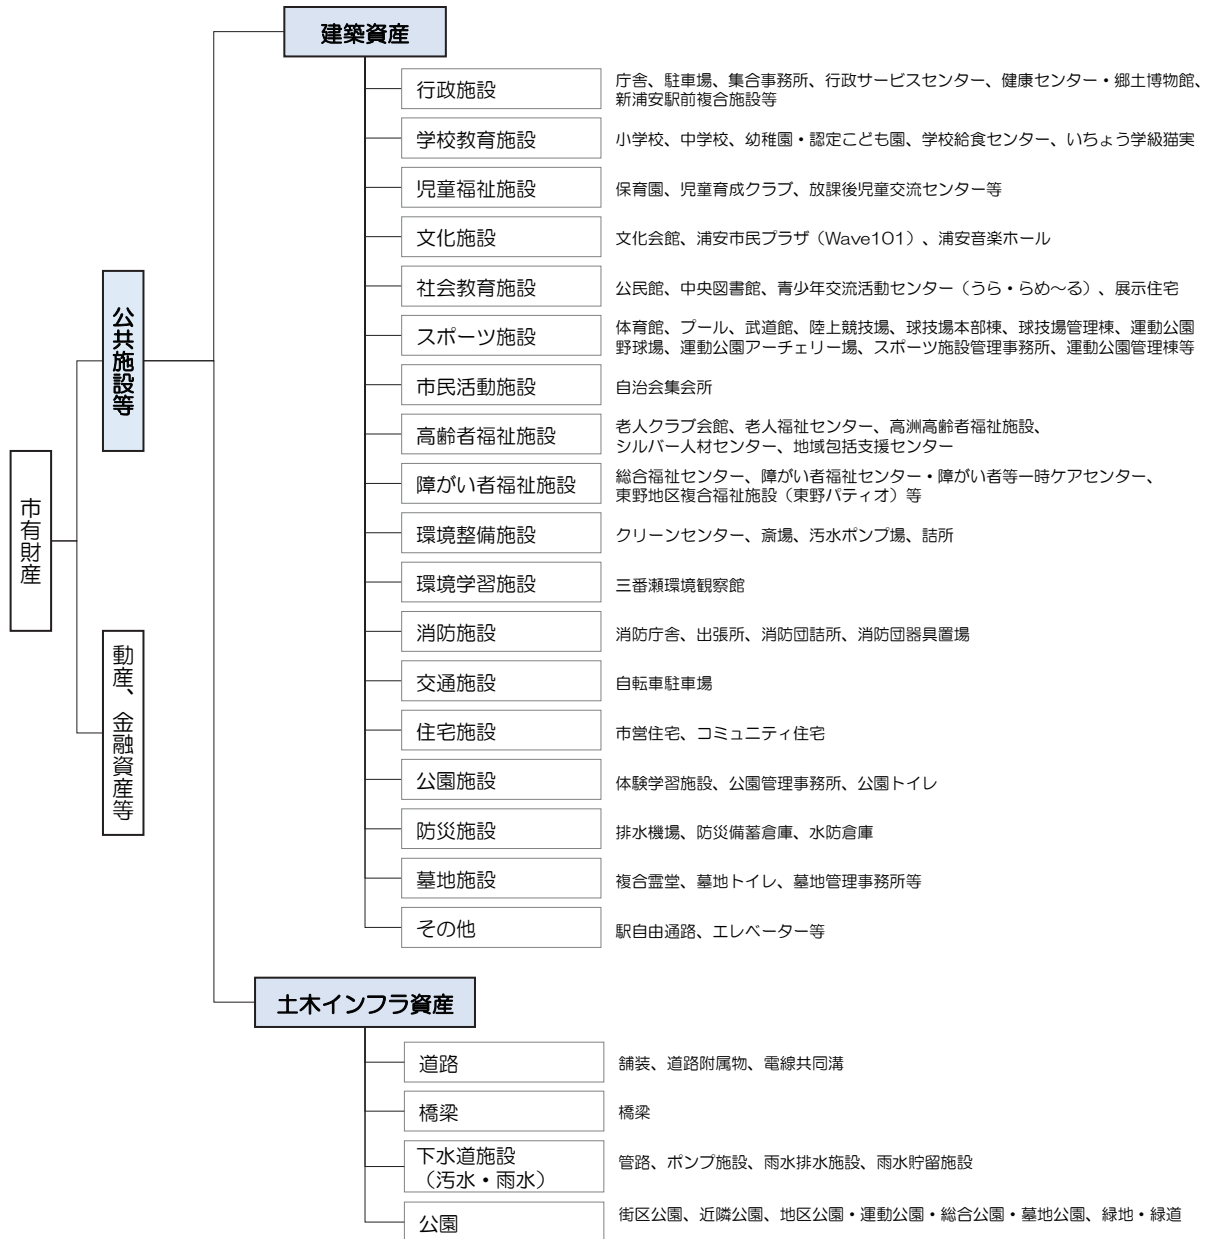 市有財産
公共施設等
動産、金融資産等
建築資産
行政施設
庁舎、駐車場、集合事務所、行政サービスセンター、健康センター・郷土博物館、
新浦安駅前複合施設等
学校教育施設
小学校、中学校、幼稚園・認定こども園、学校給食センター、いちょう学級猫実
児童福祉施設
保育園、児童育成クラブ、放課後児童交流センター等
文化施設
文化会館、浦安市民プラザ（Wave101）、浦安音楽ホール
社会教育施設
公民館、中央図書館、青少年交流活動センター（うら・らめ～る）、展示住宅
スポーツ施設
体育館、プール、武道館、陸上競技場、球技場本部棟、球技場管理棟、運動公園
野球場、運動公園アーチェリー場、スポーツ施設管理事務所、運動公園管理棟等
市民活動施設
自治会集会所
高齢者福祉施設
老人クラブ会館、老人福祉センター、高洲高齢者福祉施設、
シルバー人材センター、地域包括支援センター
障がい者福祉施設
総合福祉センター、障がい者福祉センター・障がい者等一時ケアセンター、
東野地区複合福祉施設（東野パティオ）等
環境整備施設
クリーンセンター、斎場、汚水ポンプ場、詰所
環境学習施設
三番瀬環境観察館
消防施設
消防庁舎、出張所、消防団詰所、消防団器具置場
交通施設
自転車駐車場
住宅施設
市営住宅、コミュニティ住宅
公園施設
体験学習施設、公園管理事務所、公園トイレ
防災施設
排水機場、防災備蓄倉庫、水防倉庫
墓地施設
複合霊堂、墓地トイレ、墓地管理事務所等
その他
駅自由通路、エレベーター等
土木インフラ資産
道路
舗装、道路附属物、電線共同溝
橋梁
橋梁
下水道施設
（汚水・雨水）
管路、ポンプ施設、雨水排水施設、雨水貯留施設
公園
街区公園、近隣公園、地区公園・運動公園・総合公園・墓地公園、緑地・緑道